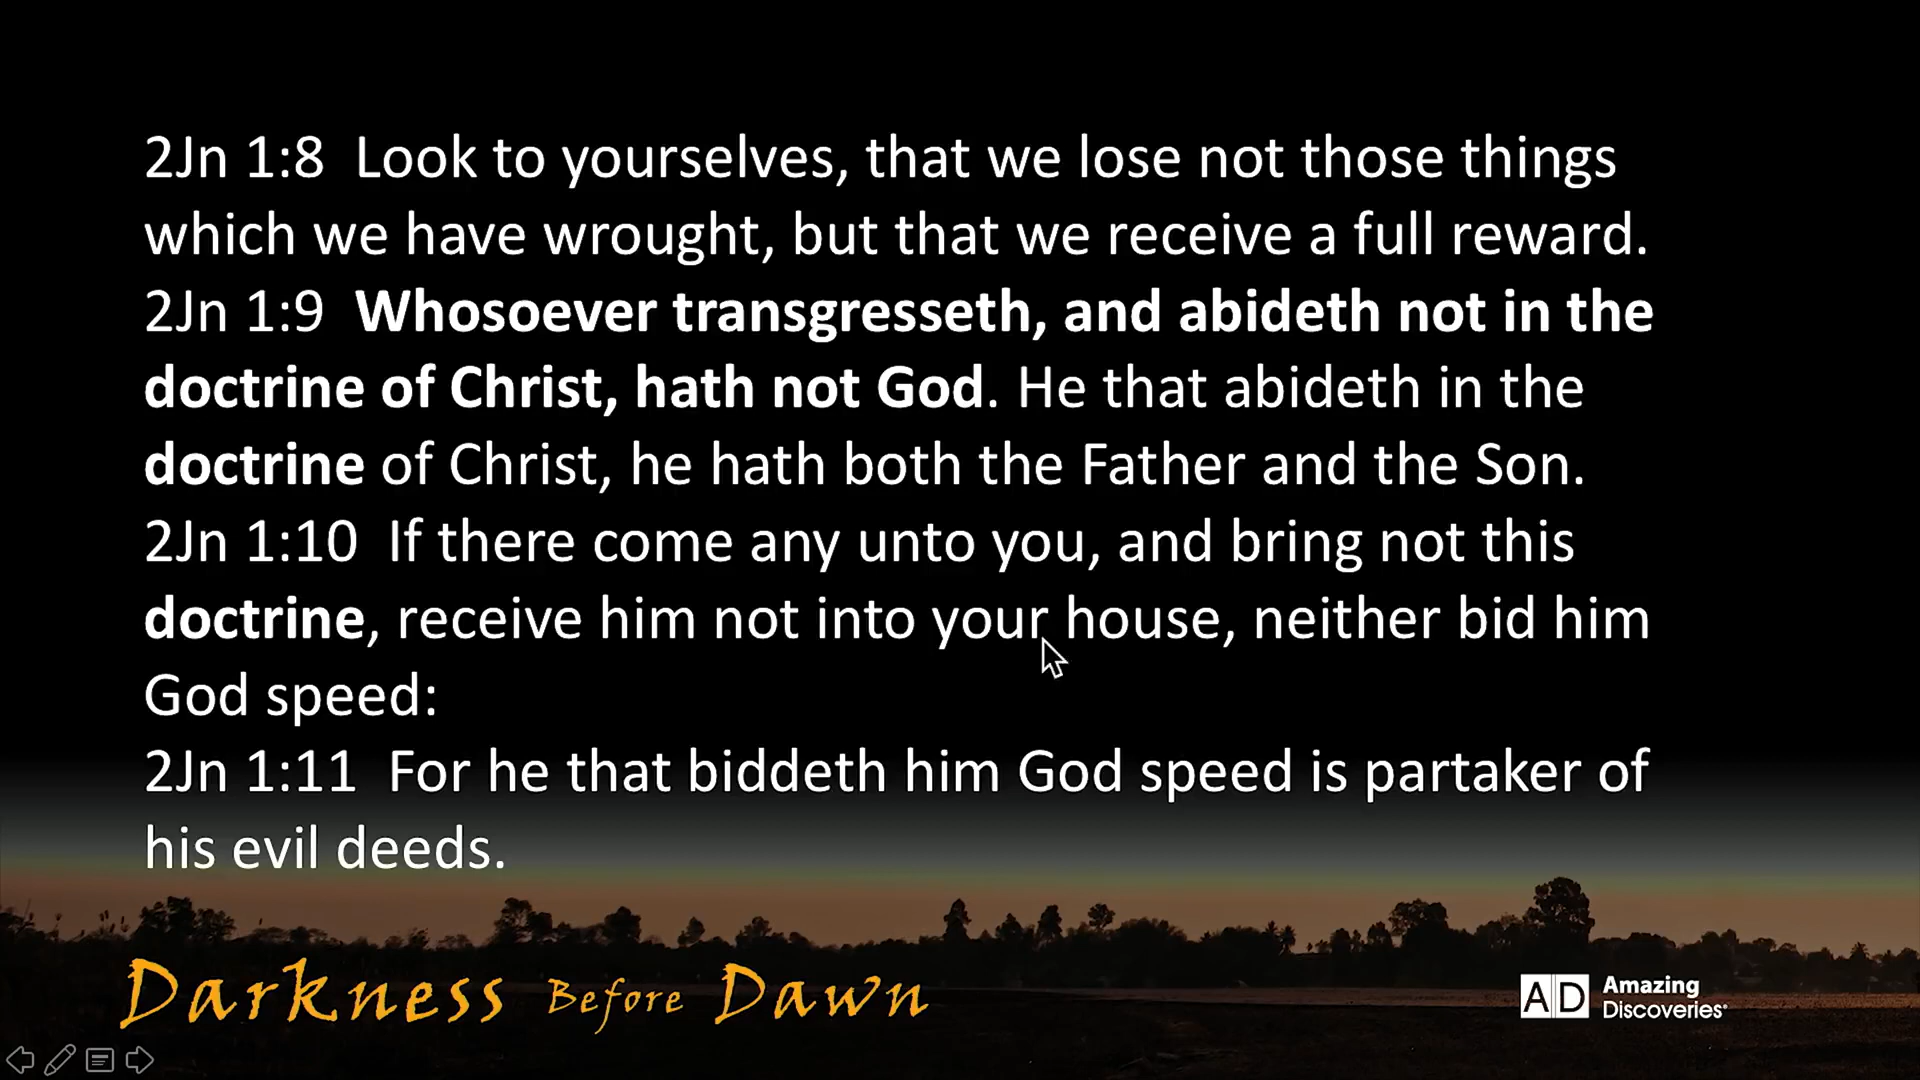 2Jn 1:8  Look to yourselves, that we lose not those things
which we have wrought, but that we receive a full reward.
2Jn 1:9  Whosoever transgresseth, and abideth not in the
doctrine of Christ, hath not God. He that abideth in the
doctrine of Christ, he hath both the Father and the Son.
2Jn 1:10  If there come any unto you, and bring not this
doctrine, receive him not into your house, neither bid him
God speed:
2Jn 1:11  For he that biddeth him God speed is partaker of
his evil deeds.
Darkness Before Dawn
AD Amazing
Discoveries